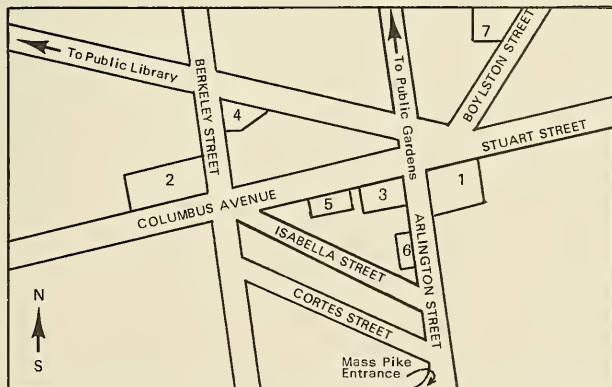 To Public Library
BERKELEY STREET
To Public Gardens
7
BOYLSTON STREET
4
STUART STREET
2
COLUMBUS AVENUE
5
3
1
6
ISABELLA STREET
ARLINGTON STREET
CORTES STREET
N
S
Mass Pike
Entrance